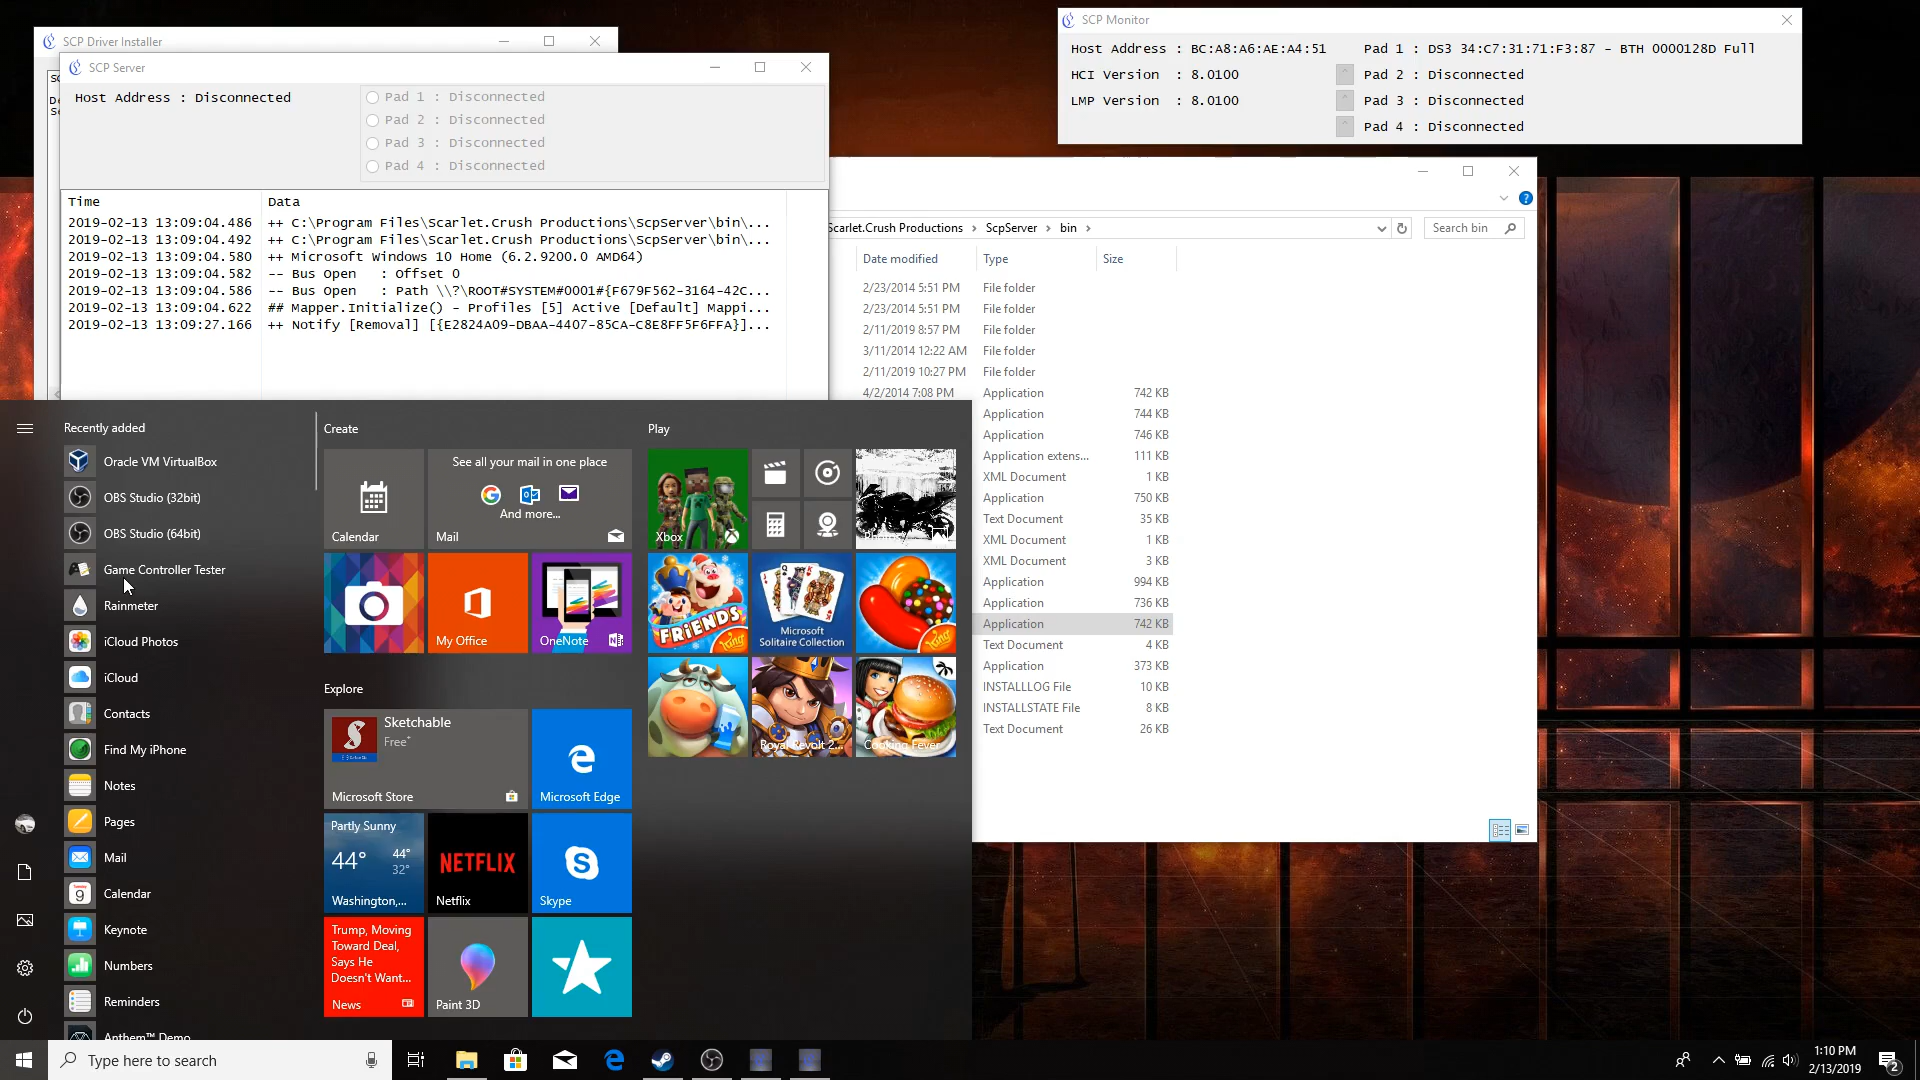 SCP Driver Installer
SCP Server
Host Address : Disconnected
Pad 1 : Disconnected
Pad 2 : Disconnected
Pad 3 : Disconnected
Pad 4 : Disconnected
Time Data
2019-02-13 13:09:04.486 ++ C:\Program Files\Scarlet.Crush Productions\ScpServer\bin\...
2019-02-13 13:09:04.492 ++ C:\Program Files\Scarlet.Crush Productions\ScpServer\bin\...
2019-02-13 13:09:04.580 ++ Microsoft Windows 10 Home (6.2.9200.0 AMD64)
2019-02-13 13:09:04.582 -- Bus Open : Offset 0
2019-02-13 13:09:04.586 -- Bus Open : Path \\?\ROOT#SYSTEM#0001#{F679F562-3164-42C...
2019-02-13 13:09:04.622 ## Mapper.Initialize() - Profiles [5] Active [Default] Mappi...
2019-02-13 13:09:27.166 ++ Notify [Removal] [{E2824A09-DBAA-4407-85CA-C8E8FF5F6FFA}]...
SCP Monitor
Host Address : BC:A8:A6:AE:A4:51 Pad 1 : DS3 34:C7:31:71:F3:87 - BTH 0000128D Full
HCI Version : 8.0100 Pad 2 : Disconnected
LMP Version : 8.0100 Pad 3 : Disconnected
Pad 4 : Disconnected
Scarlet.Crush Productions › ScpServer › bin ›
Search bin
Date modified Type Size
2/23/2014 5:51 PM File folder
2/23/2014 5:51 PM File folder
2/11/2019 8:57 PM File folder
3/11/2014 12:22 AM File folder
2/11/2019 10:27 PM File folder
4/2/2014 7:08 PM Application 742 KB
Application 744 KB
Application 746 KB
Application extens... 111 KB
XML Document 1 KB
Application 750 KB
Text Document 35 KB
XML Document 1 KB
XML Document 3 KB
Application 994 KB
Application 736 KB
Application 742 KB
Text Document 4 KB
Application 373 KB
INSTALLLOG File 10 KB
INSTALLSTATE File 8 KB
Text Document 26 KB
Recently added
Oracle VM VirtualBox
OBS Studio (32bit)
OBS Studio (64bit)
Game Controller Tester
Rainmeter
iCloud Photos
iCloud
Contacts
Find My iPhone
Notes
Pages
Mail
Calendar
Keynote
Numbers
Reminders
Anthem™ Demo
Create
Calendar
See all your mail in one place
And more...
Mail
My Office
OneNote
Explore
Sketchable
Free+
Microsoft Store
Microsoft Edge
Partly Sunny
44° 44°
32°
Washington,...
NETFLIX
Netflix
Skype
Trump, Moving
Toward Deal,
Says He
Doesn't Want...
News
Paint 3D
Play
Xbox
FRIENDS
King
Microsoft
Solitaire Collection
King
Royal Revolt 2...
Cooking Fever
Type here to search
1:10 PM
2/13/2019
2